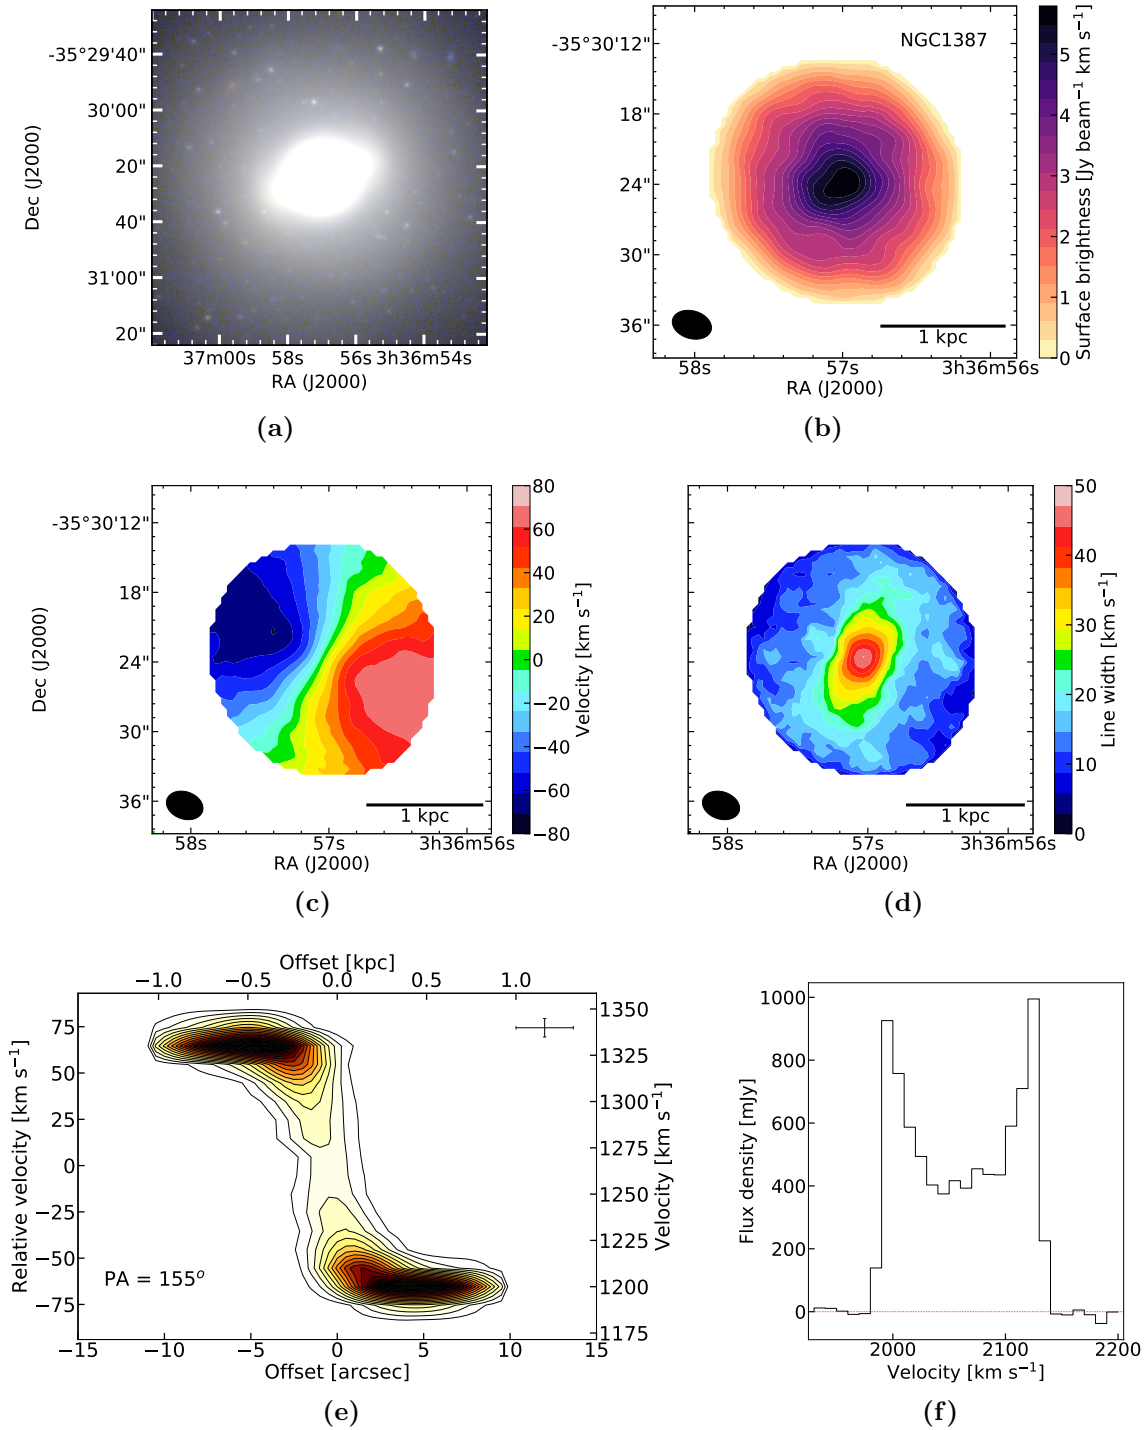 -35°29'40"
30'00"
20"
40"
31'00"
20"
Dec (J2000)
37m00s 58s 56s 3h36m54s
RA (J2000)
(a)
NGC1387
-35°30'12"
18"
24"
30"
36"
1 kpc
58s 57s 3h36m56s
RA (J2000)
5
4
3
2
1
0
Surface brightness [Jy beam⁻¹ km s⁻¹]
(b)
-35°30'12"
18"
24"
30"
36"
Dec (J2000)
1 kpc
58s 57s 3h36m56s
RA (J2000)
80
60
40
20
0
−20
−40
−60
−80
Velocity [km s⁻¹]
(c)
18"
24"
30"
36"
1 kpc
58s 57s 3h36m56s
RA (J2000)
50
40
30
20
10
0
Line width [km s⁻¹]
(d)
Offset [kpc]
−1.0 −0.5 0.0 0.5 1.0
75
50
25
0
−25
−50
−75
Relative velocity [km s⁻¹]
PA = 155º
1350
1325
1300
1275
1250
1225
1200
1175
Velocity [km s⁻¹]
−15 −10 −5 0 5 10 15
Offset [arcsec]
(e)
1000
800
600
400
200
0
Flux density [mJy]
2000 2100 2200
Velocity [km s⁻¹]
(f)